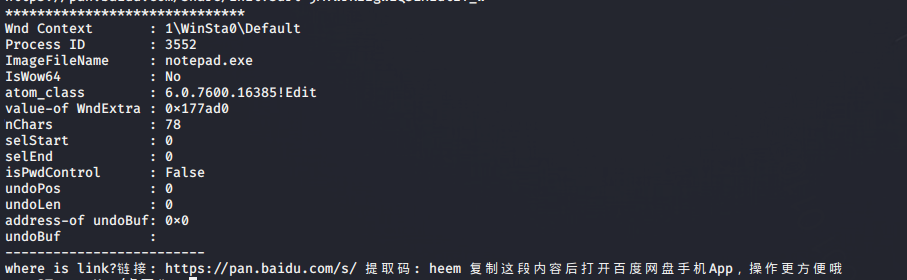 ******************************
Wnd Context : 1\WinSta0\Default
Process ID : 3552
ImageFileName : notepad.exe
IsWow64 : No
atom_class : 6.0.7600.16385!Edit
value-of WndExtra : 0×177ad0
nChars : 78
selStart : 0
selEnd : 0
isPwdControl : False
undoPos : 0
undoLen : 0
address-of undoBuf: 0×0
undoBuf :
-------------------------
where is link?链接: https://pan.baidu.com/s/ 提取码: heem 复制这段内容后打开百度网盘手机App，操作更方便哦